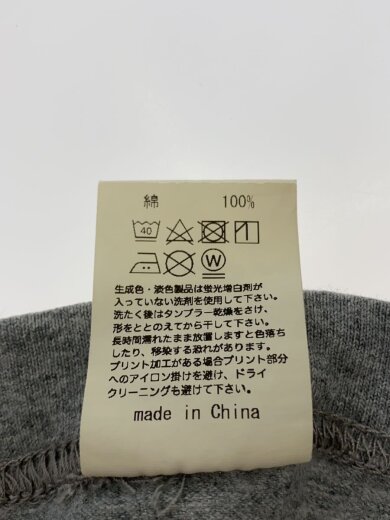 綿 100%
40
W
生成色・淡色製品は蛍光増白剤が
入っていない洗剤を使用して下さい。
洗たく後はタンブラー乾燥をさけ、
形をととのえてから干して下さい。
長時間濡れたまま放置しますと色落ち
したり、移染する恐れがあります。
プリント加工がある場合プリント部分
へのアイロン掛けを避け、ドライ
クリーニングも避けて下さい。
made in China